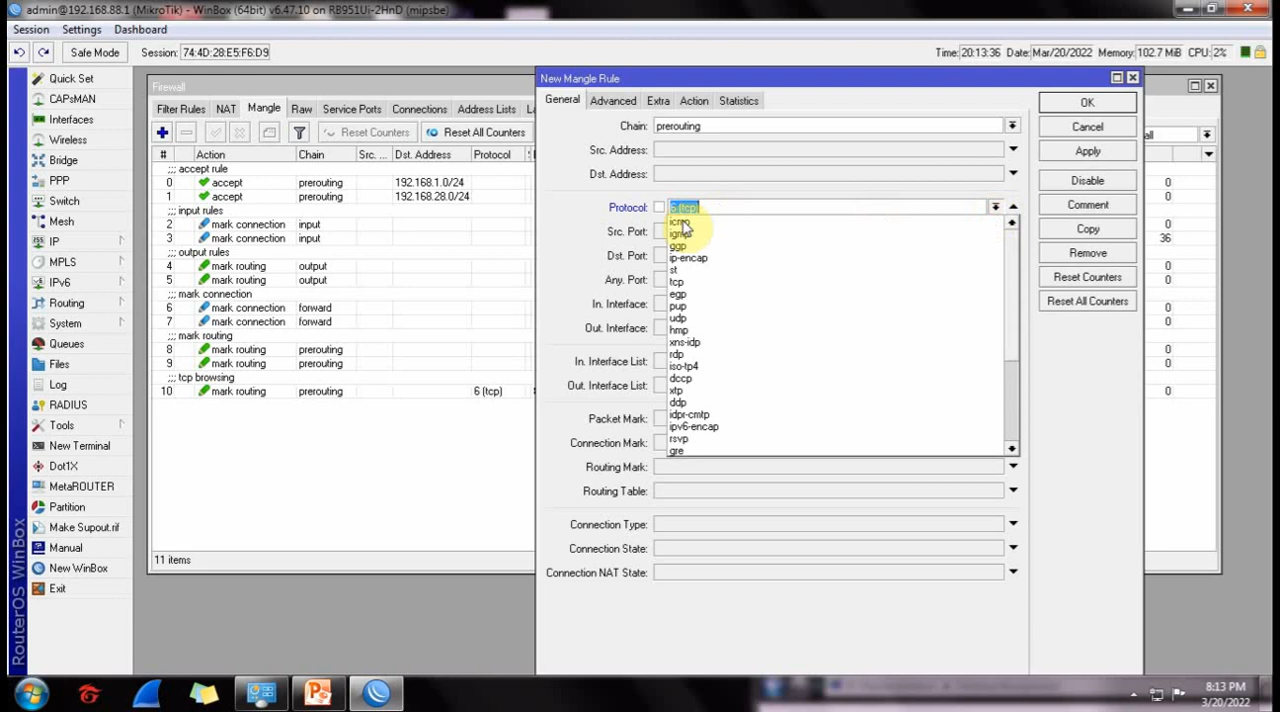 admin@192.168.88.1 (MikroTik) - WinBox (64bit) v6.47.10 on RB951Ui-2HnD (mipsbe)
Session Settings Dashboard
Safe Mode Session: 74:4D:28:E5:F6:D9 Time: 20:13:36 Date: Mar/20/2022 Memory: 102.7 MiB CPU: 2%
RouterOS WinBox
Quick Set
CAPsMAN
Interfaces
Wireless
Bridge
PPP
Switch
Mesh
IP
MPLS
IPv6
Routing
System
Queues
Files
Log
RADIUS
Tools
New Terminal
Dot1X
MetaROUTER
Partition
Make Supout.rif
Manual
New WinBox
Exit
Firewall
Filter Rules NAT Mangle Raw Service Ports Connections Address Lists
Reset Counters Reset All Counters all
# Action Chain Src. ... Dst. Address Protocol
;;; accept rule
0 accept prerouting 192.168.1.0/24 0
1 accept prerouting 192.168.28.0/24 0
;;; input rules
2 mark connection input 0
3 mark connection input 36
;;; output rules
4 mark routing output 0
5 mark routing output 0
;;; mark connection
6 mark connection forward 0
7 mark connection forward 0
;;; mark routing
8 mark routing prerouting 0
9 mark routing prerouting 0
;;; tcp browsing
10 mark routing prerouting 6 (tcp) 0
11 items
New Mangle Rule
General Advanced Extra Action Statistics
Chain: prerouting
Src. Address:
Dst. Address:
Protocol: 6 (tcp)
Src. Port:
Dst. Port:
Any. Port:
In. Interface:
Out. Interface:
In. Interface List:
Out. Interface List:
Packet Mark:
Connection Mark:
Routing Mark:
Routing Table:
Connection Type:
Connection State:
Connection NAT State:
icmp
igmp
ggp
ip-encap
st
tcp
egp
pup
udp
hmp
xns-idp
rdp
iso-tp4
dccp
xtp
ddp
idpr-cmtp
ipv6-encap
rsvp
gre
OK
Cancel
Apply
Disable
Comment
Copy
Remove
Reset Counters
Reset All Counters
8:13 PM
3/20/2022